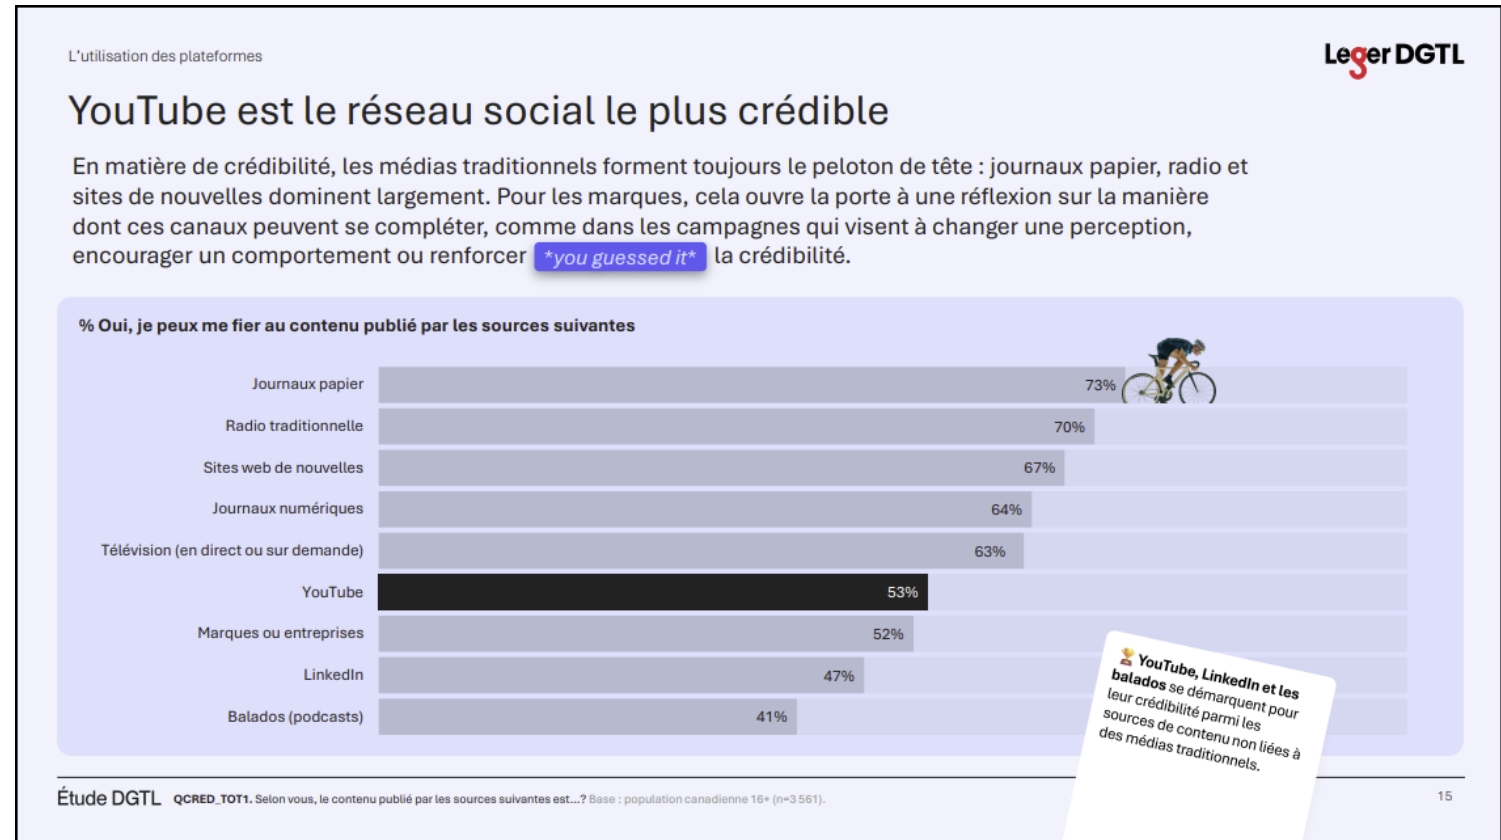 L'utilisation des plateformes
Leger DGTL
YouTube est le réseau social le plus crédible
En matière de crédibilité, les médias traditionnels forment toujours le peloton de tête : journaux papier, radio et
sites de nouvelles dominent largement. Pour les marques, cela ouvre la porte à une réflexion sur la manière
dont ces canaux peuvent se compléter, comme dans les campagnes qui visent à changer une perception,
encourager un comportement ou renforcer *you guessed it* la crédibilité.
% Oui, je peux me fier au contenu publié par les sources suivantes
Journaux papier 73%
Radio traditionnelle 70%
Sites web de nouvelles 67%
Journaux numériques 64%
Télévision (en direct ou sur demande) 63%
YouTube 53%
Marques ou entreprises 52%
LinkedIn 47%
Balados (podcasts) 41%
🏆 YouTube, LinkedIn et les
balados se démarquent pour
leur crédibilité parmi les
sources de contenu non liées à
des médias traditionnels.
Étude DGTL QCRED_TOT1. Selon vous, le contenu publié par les sources suivantes est...? Base : population canadienne 16+ (n=3 561).
15